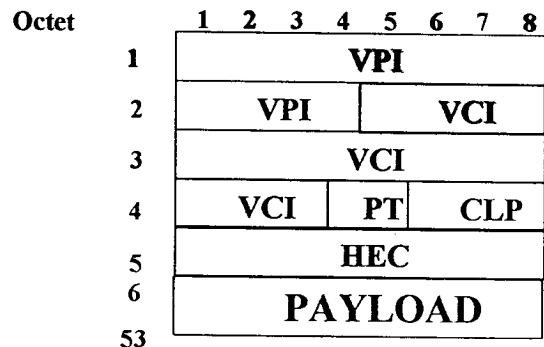 Octet 1 2 3 4 5 6 7 8
1 VPI
2 VPI VCI
3 VCI
4 VCI PT CLP
5 HEC
6 PAYLOAD
53